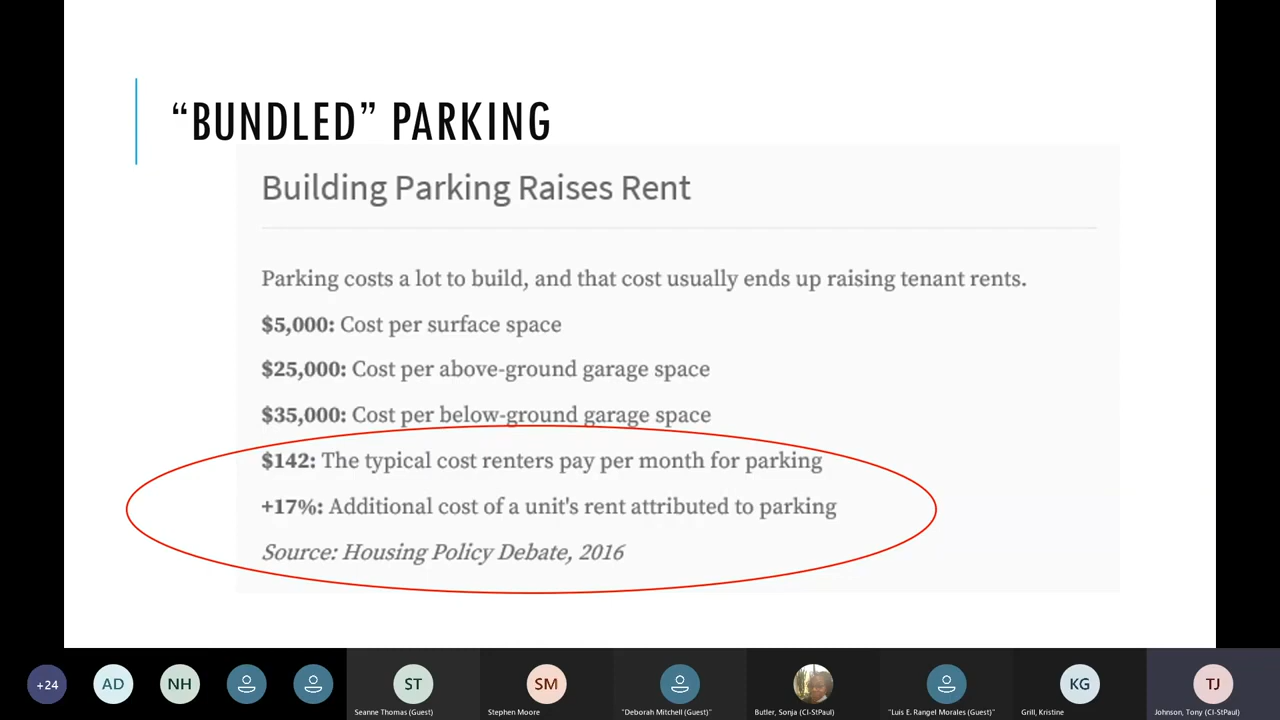 “BUNDLED” PARKING
Building Parking Raises Rent
Parking costs a lot to build, and that cost usually ends up raising tenant rents.
$5,000: Cost per surface space
$25,000: Cost per above-ground garage space
$35,000: Cost per below-ground garage space
$142: The typical cost renters pay per month for parking
+17%: Additional cost of a unit's rent attributed to parking
Source: Housing Policy Debate, 2016
+24
AD
NH
ST
SM
KG
TJ
Seanne Thomas (Guest)
Stephen Moore
"Deborah Mitchell (Guest)"
Butler, Sonja (CI-StPaul)
"Luis E. Rangel Morales (Guest)"
Grill, Kristine
Johnson, Tony (CI-StPaul)